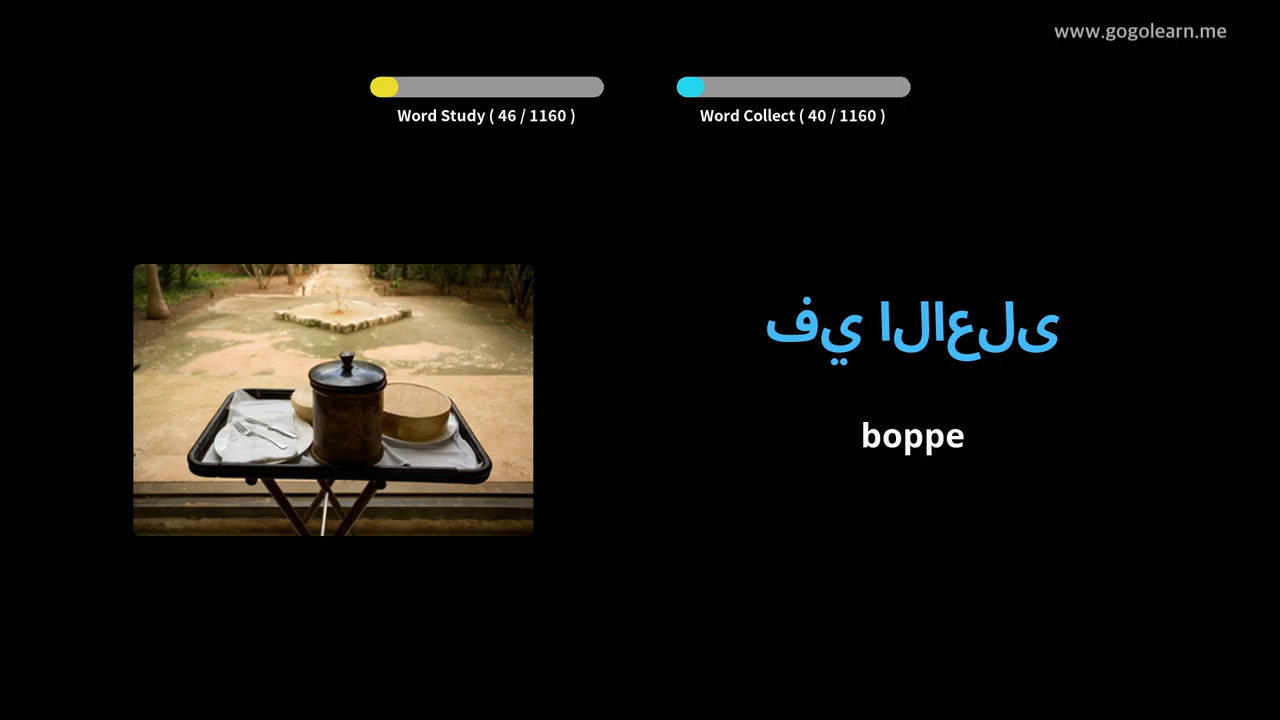 www.gogolearn.me
Word Study ( 46 / 1160 )
Word Collect ( 40 / 1160 )
في الاعلى
boppe